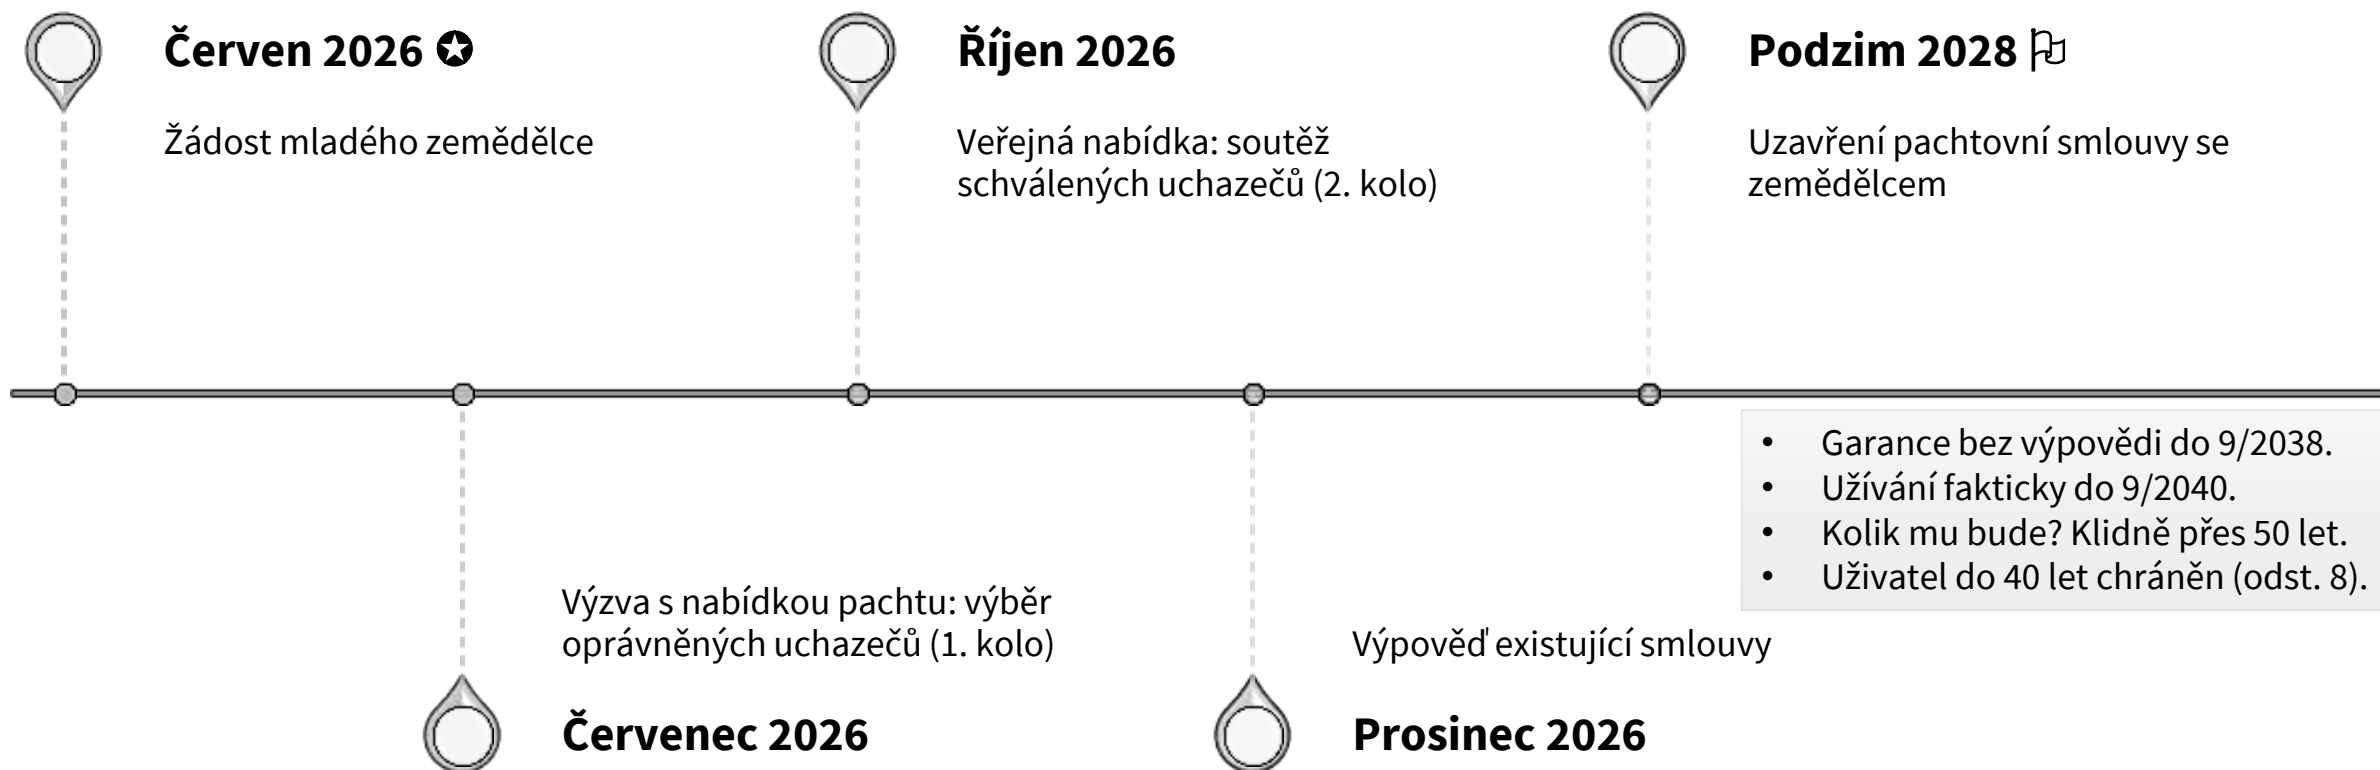 Červen 2026 ✪
Žádost mladého zemědělce
Říjen 2026
Veřejná nabídka: soutěž
schválených uchazečů (2. kolo)
Podzim 2028 ⚐
Uzavření pachtovní smlouvy se
zemědělcem
• Garance bez výpovědi do 9/2038.
• Užívání fakticky do 9/2040.
• Kolik mu bude? Klidně přes 50 let.
• Uživatel do 40 let chráněn (odst. 8).
Výzva s nabídkou pachtu: výběr
oprávněných uchazečů (1. kolo)
Červenec 2026
Výpověď existující smlouvy
Prosinec 2026